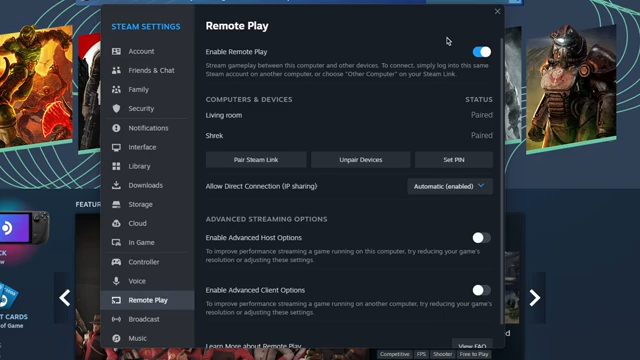 STEAM SETTINGS
Account
Friends & Chat
Family
Security
Notifications
Interface
Library
Downloads
Storage
Cloud
In Game
Controller
Voice
Remote Play
Broadcast
Music
Remote Play
Enable Remote Play
Stream gameplay between this computer and other devices. To connect, simply log into this same
Steam account on another computer, or choose "Other Computer" on your Steam Link.
COMPUTERS & DEVICES STATUS
Living room Paired
Shrek Paired
Pair Steam Link Unpair Devices Set PIN
Allow Direct Connection (IP sharing) Automatic (enabled)
ADVANCED STREAMING OPTIONS
Enable Advanced Host Options
To improve performance streaming a game running on this computer, try reducing your game's
resolution or adjusting these settings.
Enable Advanced Client Options
To improve performance streaming a game running on another computer, try reducing your game's
resolution or adjusting these settings.
Learn More about Remote Play View FAQ
FEATUR
CK
ow
T CARDS
of Game
d
Competitive FPS Shooter Free to Play